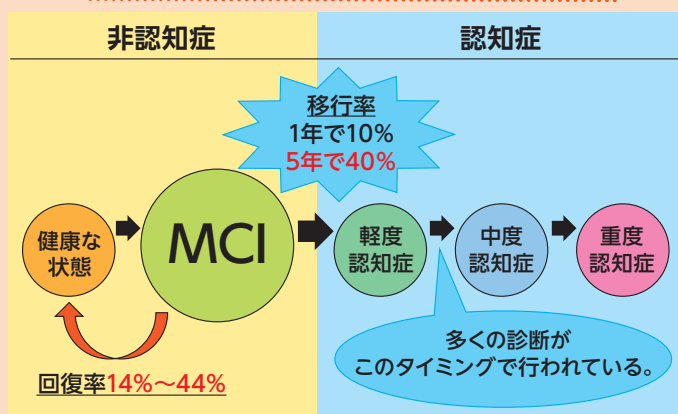 非認知症
認知症
移行率
1年で10%
5年で40%
健康な
状態
MCI
軽度
認知症
中度
認知症
重度
認知症
多くの診断が
このタイミングで行われている。
回復率14%～44%